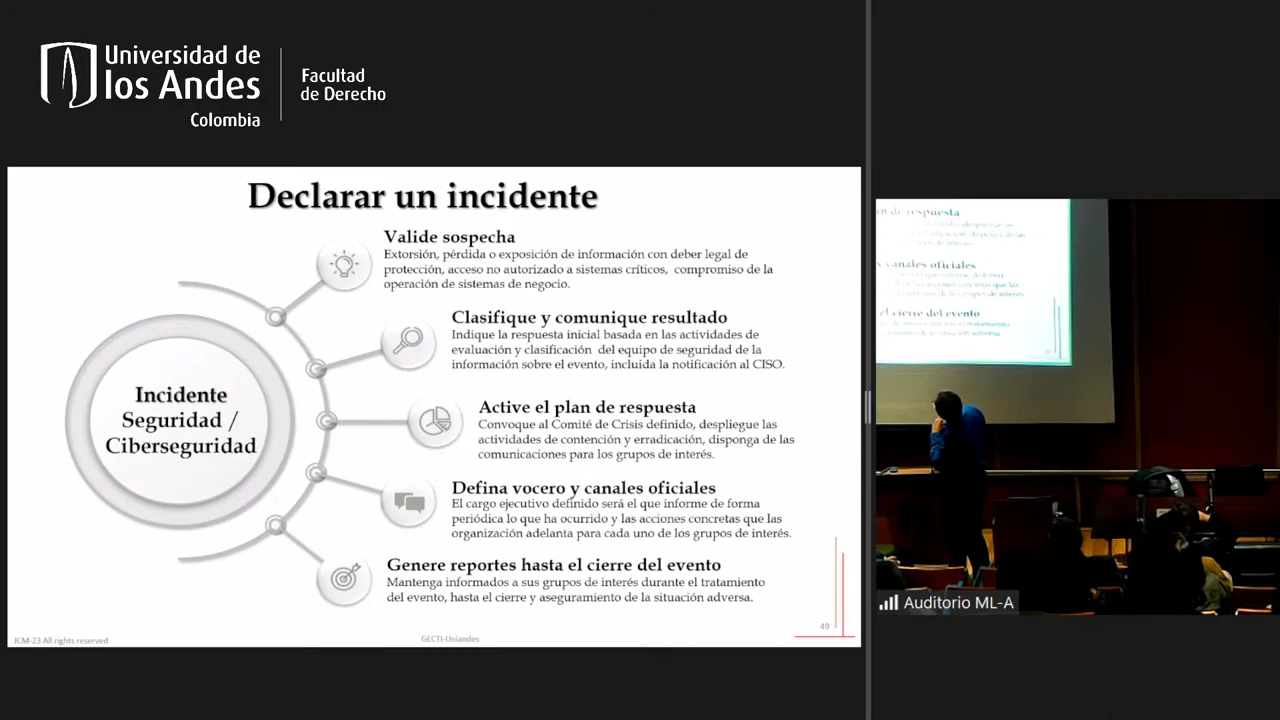 Universidad de
los Andes
Colombia
Facultad
de Derecho
Declarar un incidente
Valide sospecha
Extorsión, pérdida o exposición de información con deber legal de
protección, acceso no autorizado a sistemas críticos, compromiso de la
operación de sistemas de negocio.
Clasifique y comunique resultado
Indique la respuesta inicial basada en las actividades de
evaluación y clasificación del equipo de seguridad de la
información sobre el evento, incluida la notificación al CISO.
Incidente
Seguridad /
Ciberseguridad
Active el plan de respuesta
Convoque al Comité de Crisis definido, despliegue las
actividades de contención y erradicación, disponga de las
comunicaciones para los grupos de interés.
Defina vocero y canales oficiales
El cargo ejecutivo definido será el que informe de forma
periódica lo que ha ocurrido y las acciones concretas que las
organización adelanta para cada uno de los grupos de interés.
Genere reportes hasta el cierre del evento
Mantenga informados a sus grupos de interés durante el tratamiento
del evento, hasta el cierre y aseguramiento de la situación adversa.
49
JCM-23 All rights reserved
GECTI-Uniandes
de respuesta
canales oficiales
el cierre del evento
Auditorio ML-A